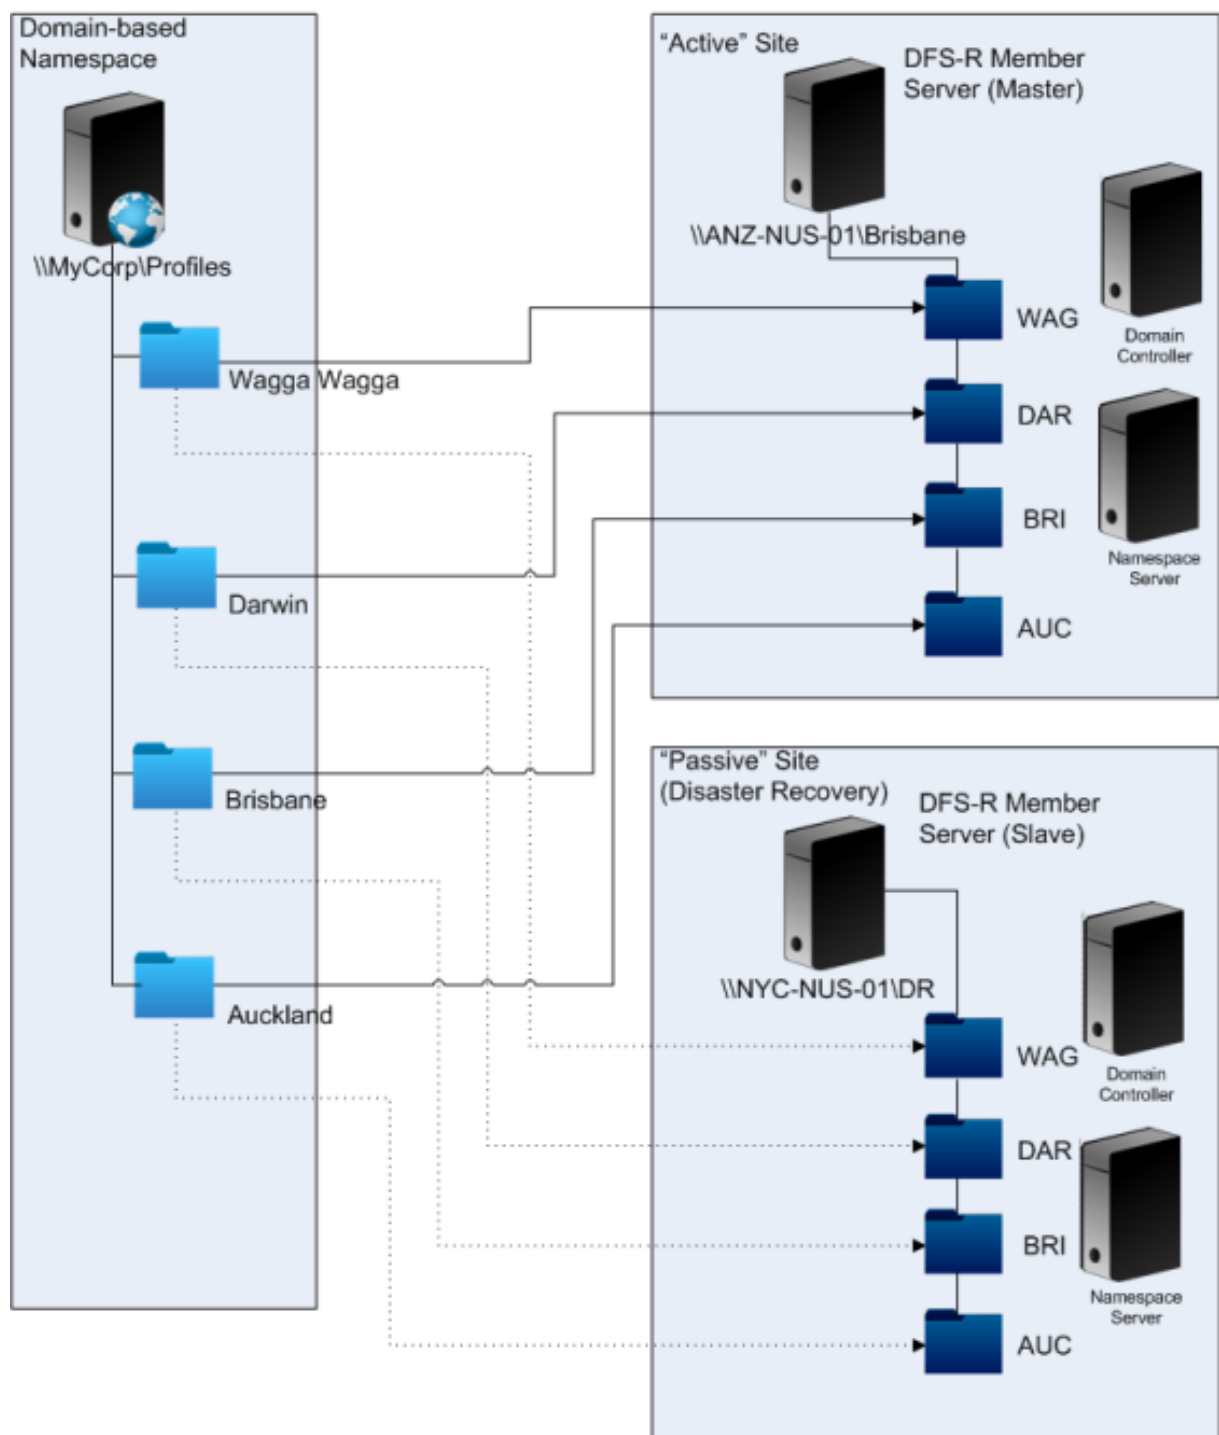 Domain-based
Namespace
\\MyCorp\Profiles
Wagga Wagga
Darwin
Brisbane
Auckland
“Active” Site
DFS-R Member
Server (Master)
\\ANZ-NUS-01\Brisbane
WAG
DAR
BRI
AUC
Domain
Controller
Namespace
Server
“Passive” Site
(Disaster Recovery)
DFS-R Member
Server (Slave)
\\NYC-NUS-01\DR
WAG
DAR
BRI
AUC
Domain
Controller
Namespace
Server